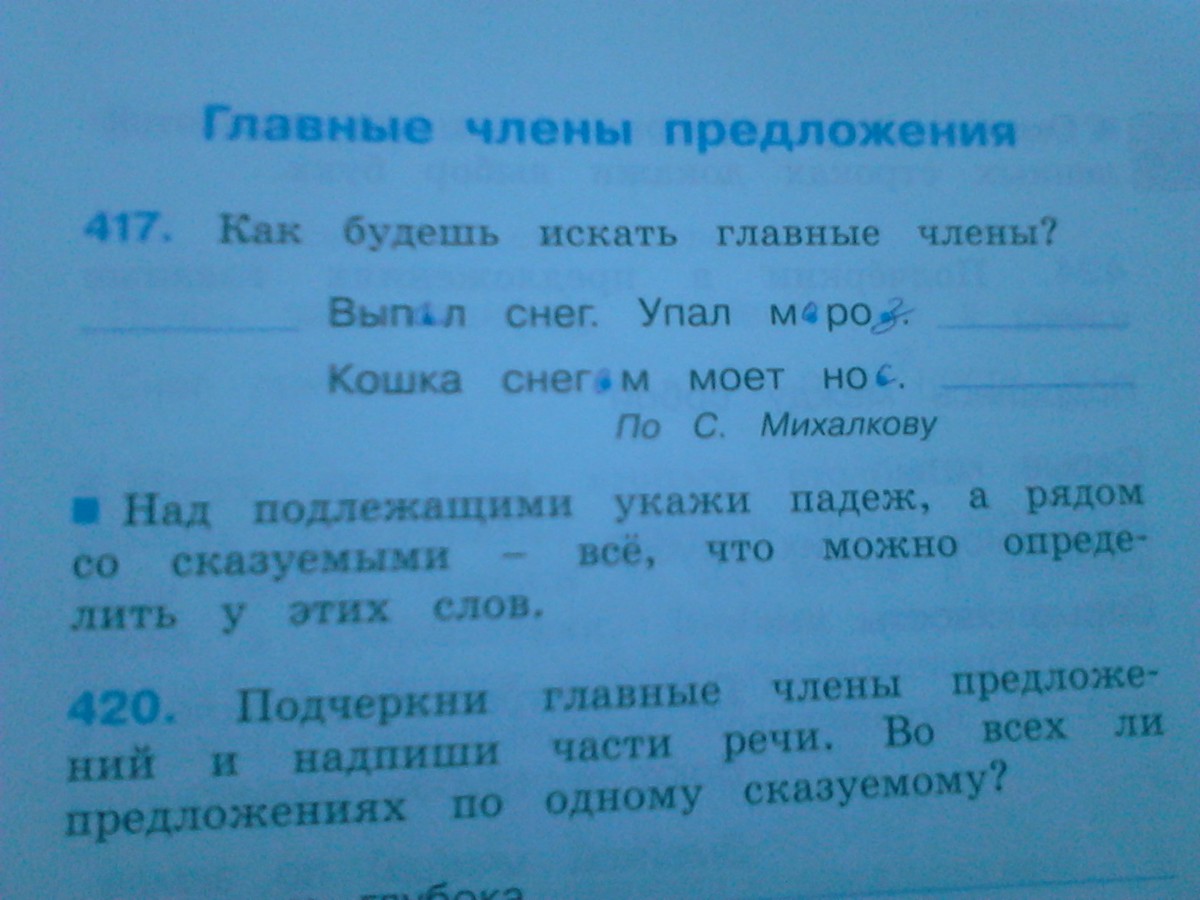 Главные члены предложения
417. Как будешь искать главные члены?
Выпал снег. Упал мороз.
Кошка снегом моет нос.
По С. Михалкову
Над подлежащими укажи падеж, а рядом
со сказуемыми – всё, что можно опреде-
лить у этих слов.
420. Подчеркни главные члены предложе-
ний и надпиши части речи. Во всех ли
предложениях по одному сказуемому?
глубока